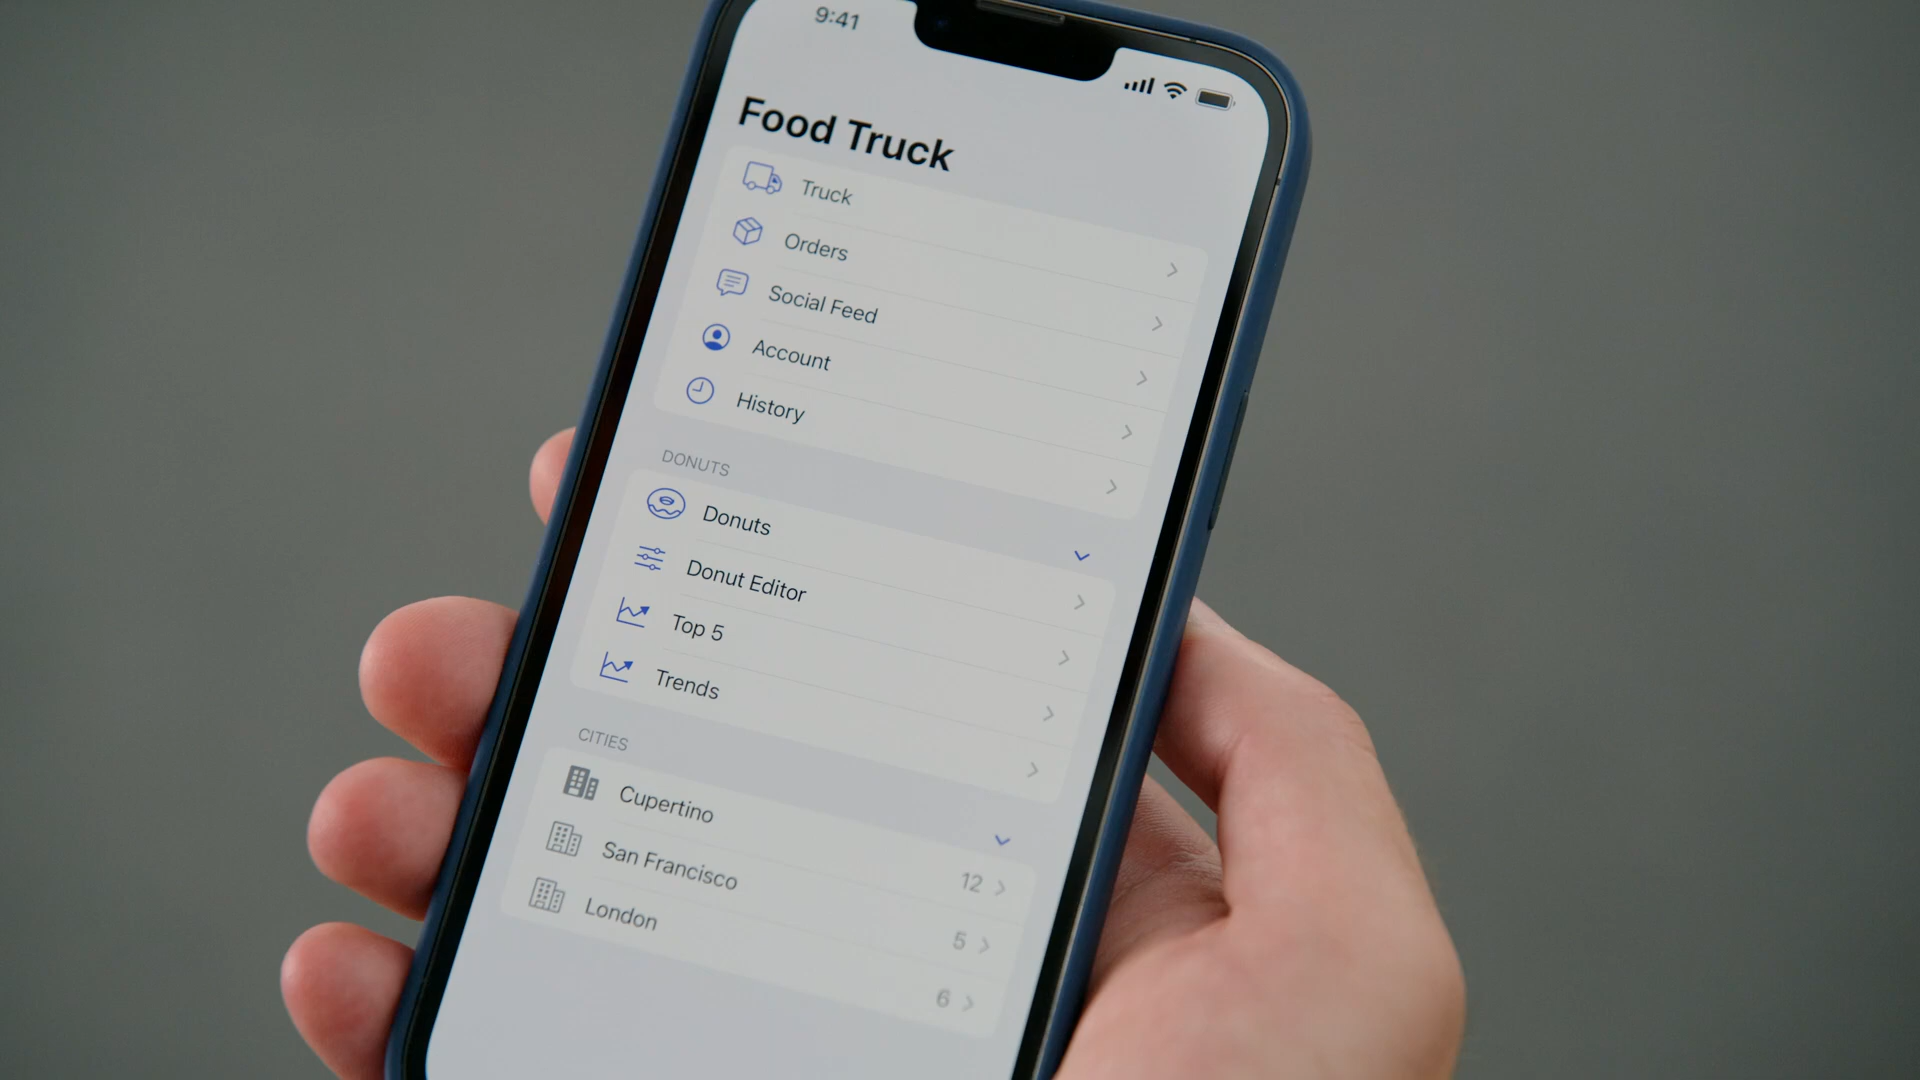 9:41
Food Truck
Truck
Orders
Social Feed
Account
History
DONUTS
Donuts
Donut Editor
Top 5
Trends
CITIES
Cupertino 12
San Francisco 5
London 6